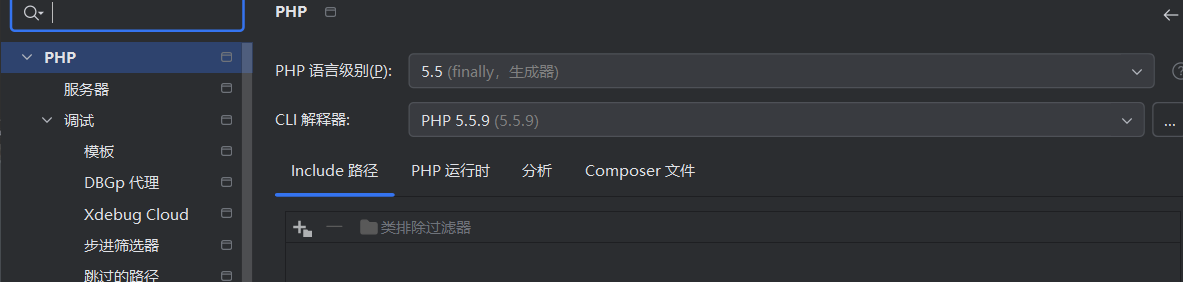 PHP
PHP
服务器
调试
模板
DBGp 代理
Xdebug Cloud
步进筛选器
跳过的路径
PHP 语言级别(P):
5.5 (finally，生成器)
?
CLI 解释器:
PHP 5.5.9 (5.5.9)
...
Include 路径
PHP 运行时
分析
Composer 文件
类排除过滤器